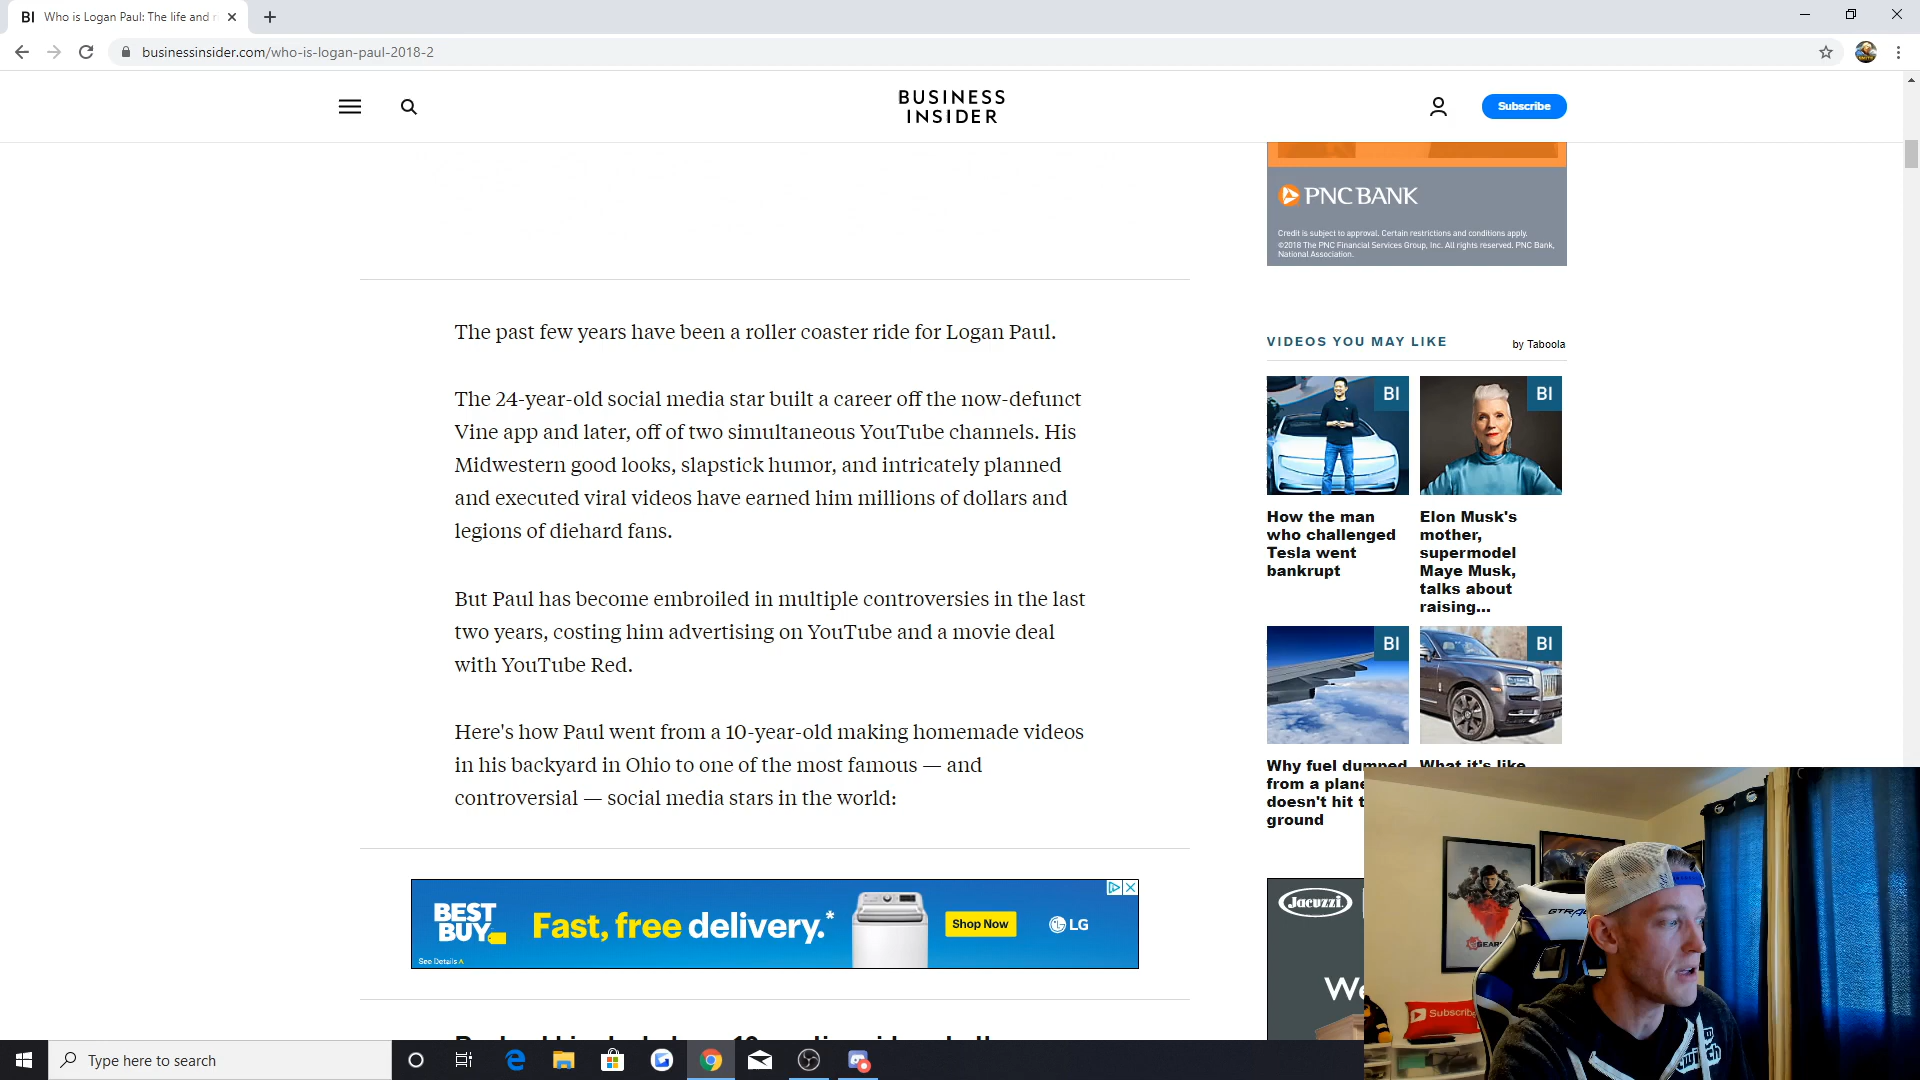 BI Who is Logan Paul: The life and r
businessinsider.com/who-is-logan-paul-2018-2
BUSINESS
INSIDER
Subscribe
PNC BANK
Credit is subject to approval. Certain restrictions and conditions apply.
©2018 The PNC Financial Services Group, Inc. All rights reserved. PNC Bank,
National Association.
The past few years have been a roller coaster ride for Logan Paul.
The 24-year-old social media star built a career off the now-defunct
Vine app and later, off of two simultaneous YouTube channels. His
Midwestern good looks, slapstick humor, and intricately planned
and executed viral videos have earned him millions of dollars and
legions of diehard fans.
But Paul has become embroiled in multiple controversies in the last
two years, costing him advertising on YouTube and a movie deal
with YouTube Red.
Here's how Paul went from a 10-year-old making homemade videos
in his backyard in Ohio to one of the most famous — and
controversial — social media stars in the world:
VIDEOS YOU MAY LIKE
by Taboola
BI
BI
How the man
who challenged
Tesla went
bankrupt
Elon Musk's
mother,
supermodel
Maye Musk,
talks about
raising...
BI
BI
Why fuel dumped
from a plane
doesn't hit t
ground
What it's like
BEST
BUY
Fast, free delivery.*
Shop Now
LG
See Details
Jacuzzi
We
GEARS
Subscribe
Type here to search